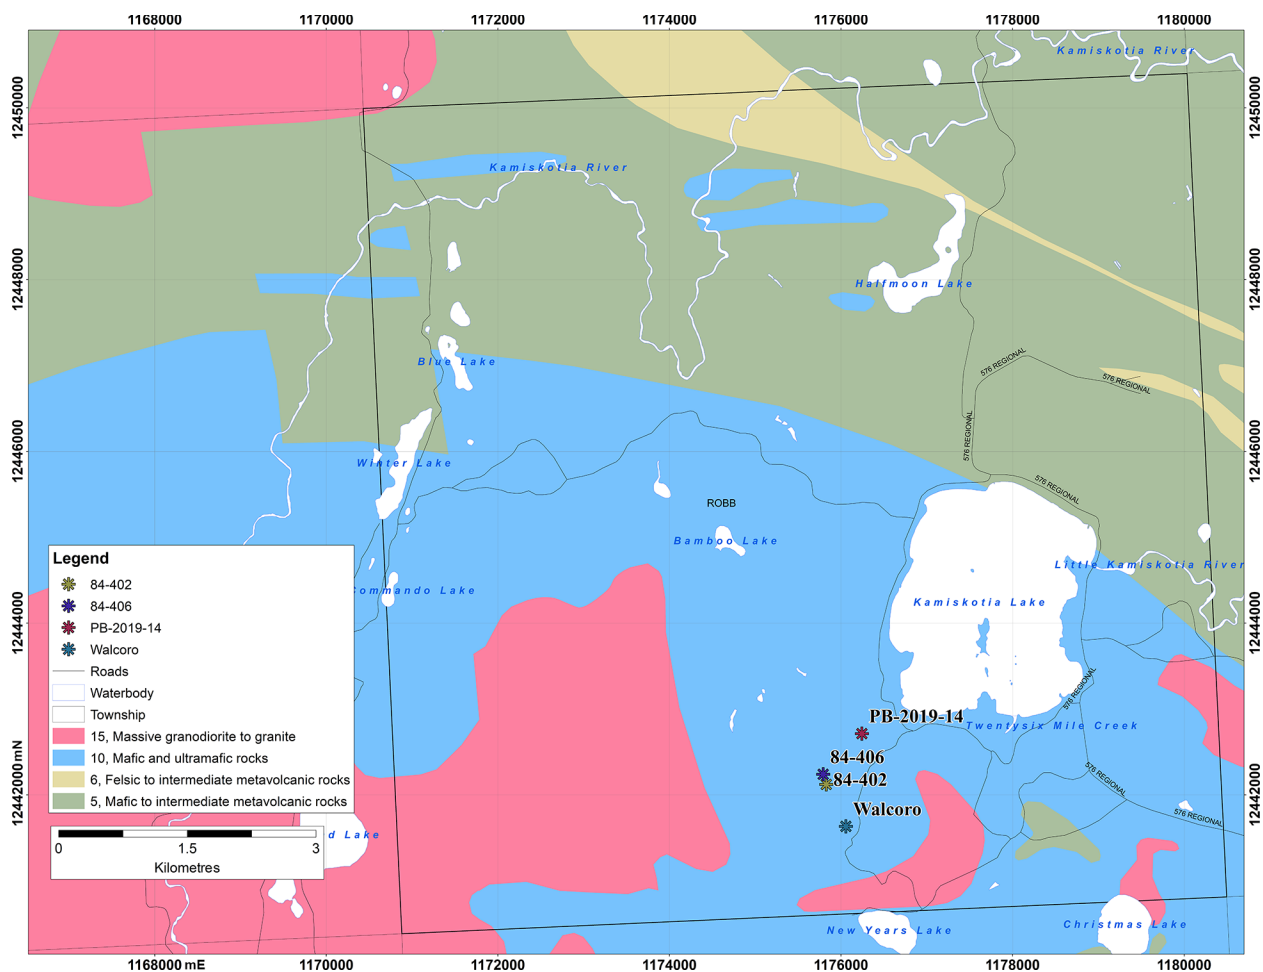 1168000 1170000 1172000 1174000 1176000 1178000 1180000
Kamiskotia River
12450000 12450000
Kamiskotia River
12448000 12448000
Halfmoon Lake
Blue Lake
576 REGIONAL
576 REGIONAL
576 REGIONAL
12446000 12446000
Winter Lake
576 REGIONAL
ROBB
Bamboo Lake
Little Kamiskotia River
Commando Lake
Kamiskotia Lake
12444000 12444000
576 REGIONAL
PB-2019-14
Twentysix Mile Creek
84-406
84-402
576 REGIONAL
12442000mN 12442000
Walcoro
576 REGIONAL
d Lake
New Years Lake
Christmas Lake
Legend
84-402
84-406
PB-2019-14
Walcoro
Roads
Waterbody
Township
15, Massive granodiorite to granite
10, Mafic and ultramafic rocks
6, Felsic to intermediate metavolcanic rocks
5, Mafic to intermediate metavolcanic rocks
0 1.5 3
Kilometres
1168000 mE 1170000 1172000 1174000 1176000 1178000 1180000